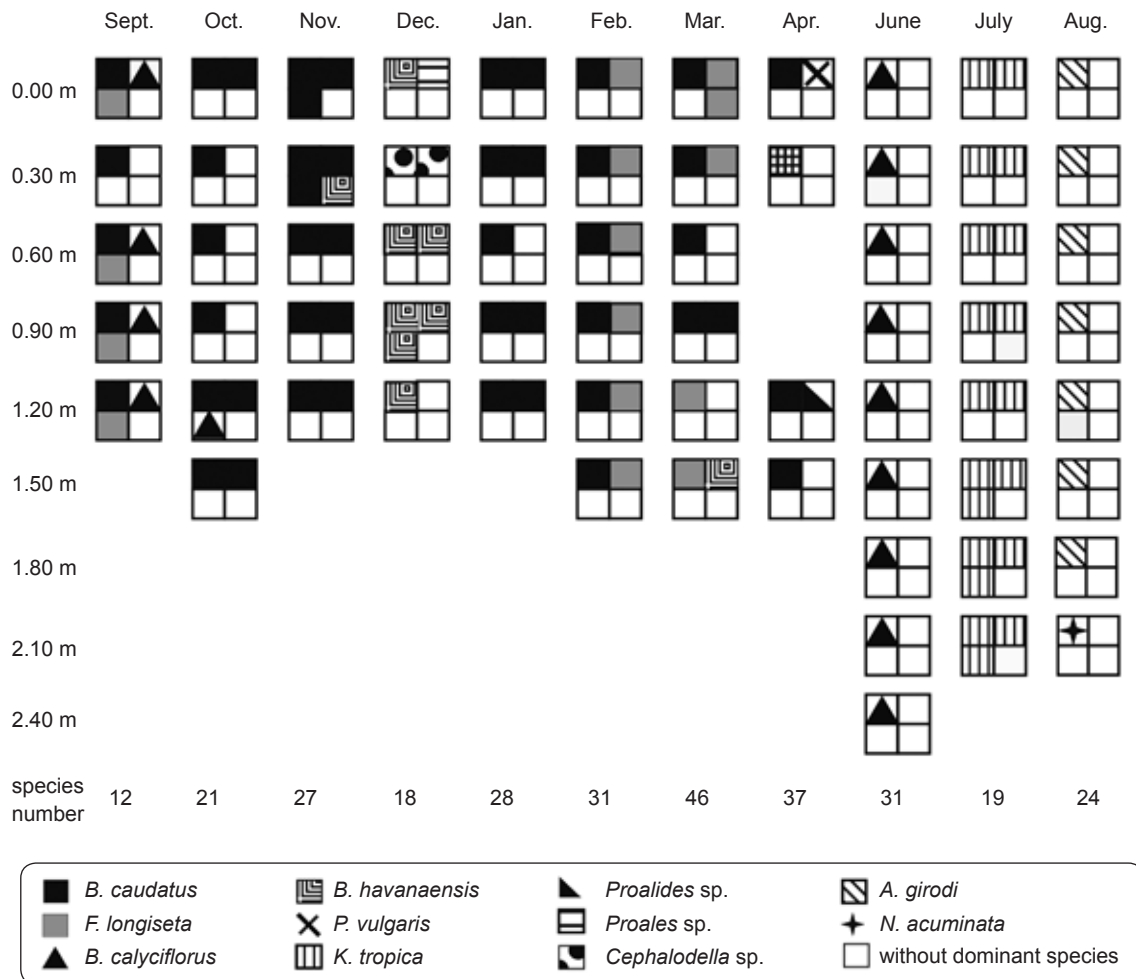 Sept. Oct. Nov. Dec. Jan. Feb. Mar. Apr. June July Aug.
0.00 m
0.30 m
0.60 m
0.90 m
1.20 m
1.50 m
1.80 m
2.10 m
2.40 m
species
number 12 21 27 18 28 31 46 37 31 19 24
B. caudatus B. havanaensis Proalides sp. A. girodi
F. longiseta P. vulgaris Proales sp. N. acuminata
B. calyciflorus K. tropica Cephalodella sp. without dominant species